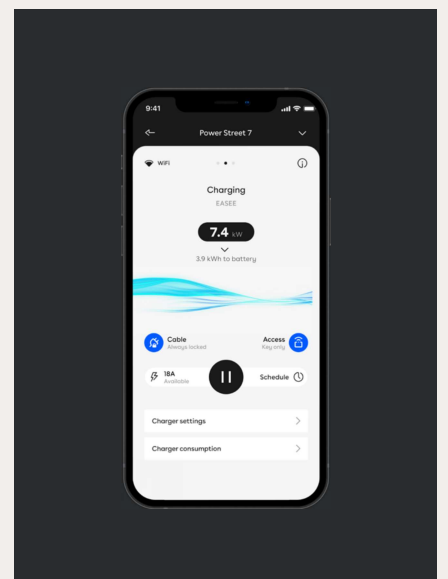 9:41
Power Street 7
WiFi
Charging
EASEE
7.4 kW
3.9 kWh to battery
Cable
Always locked
Access
Key only
18A
Available
Schedule
Charger settings
Charger consumption